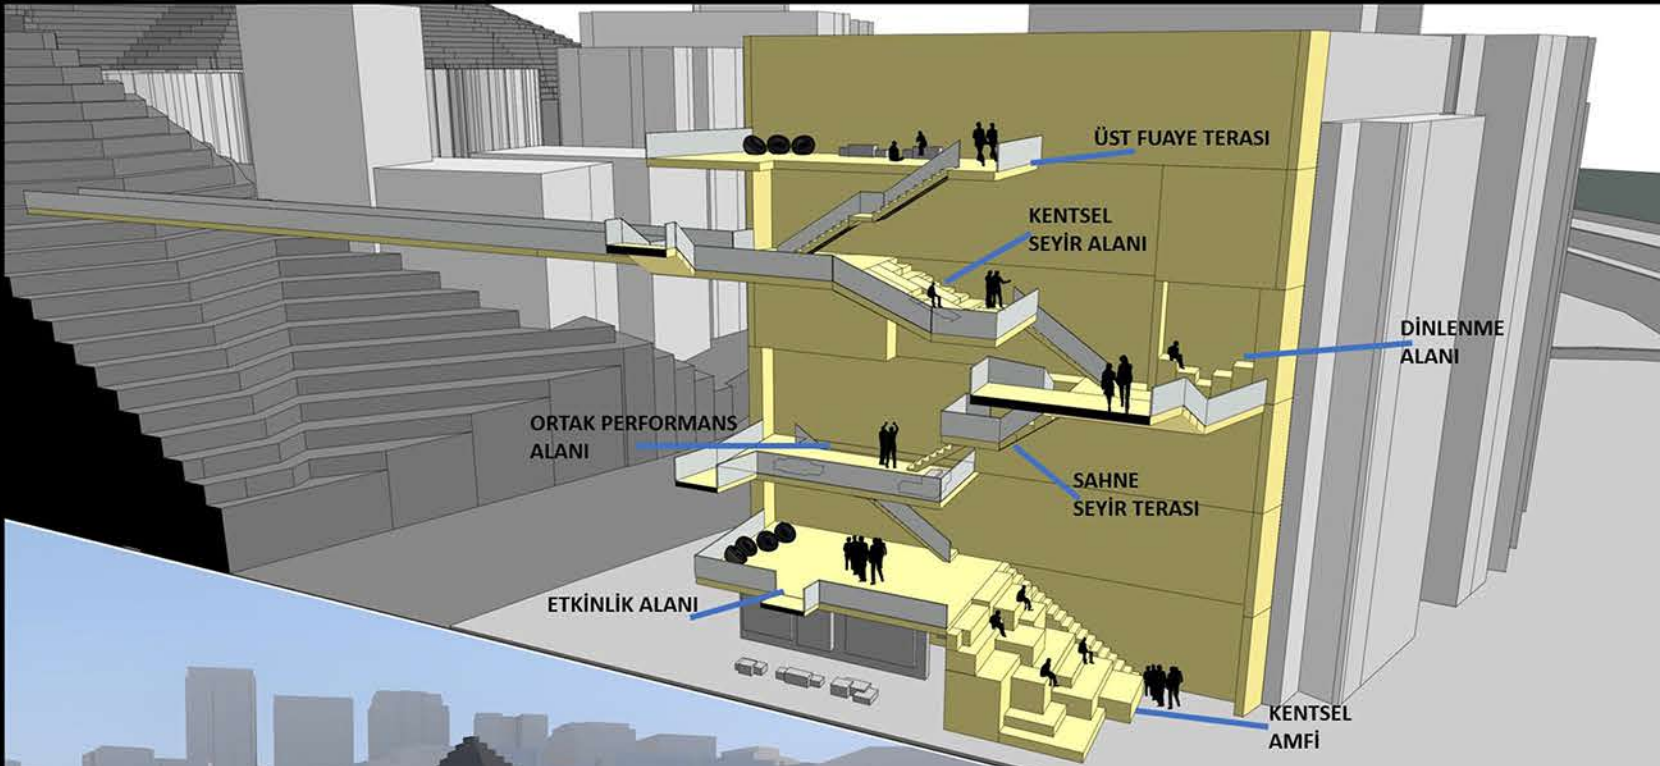 ÜST FUAYE TERASI
KENTSEL
SEYİR ALANI
DİNLENME
ALANI
ORTAK PERFORMANS
ALANI
SAHNE
SEYİR TERASI
ETKİNLİK ALANI
KENTSEL
AMFİ